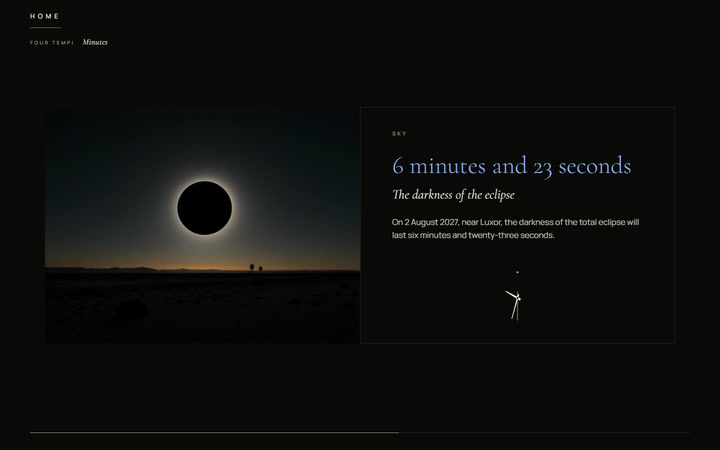 HOME
FOUR TEMPI Minutes
SKY
6 minutes and 23 seconds
The darkness of the eclipse
On 2 August 2027, near Luxor, the darkness of the total eclipse will
last six minutes and twenty-three seconds.